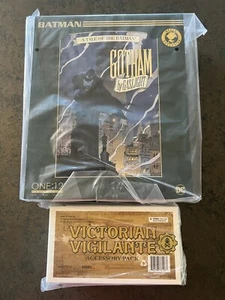 BATMAN
A TALE OF THE BATMAN
GOTHAM
by GASLIGHT
ONE:12
DC
VICTORIAN
VIGILANTE
ACCESSORY PACK